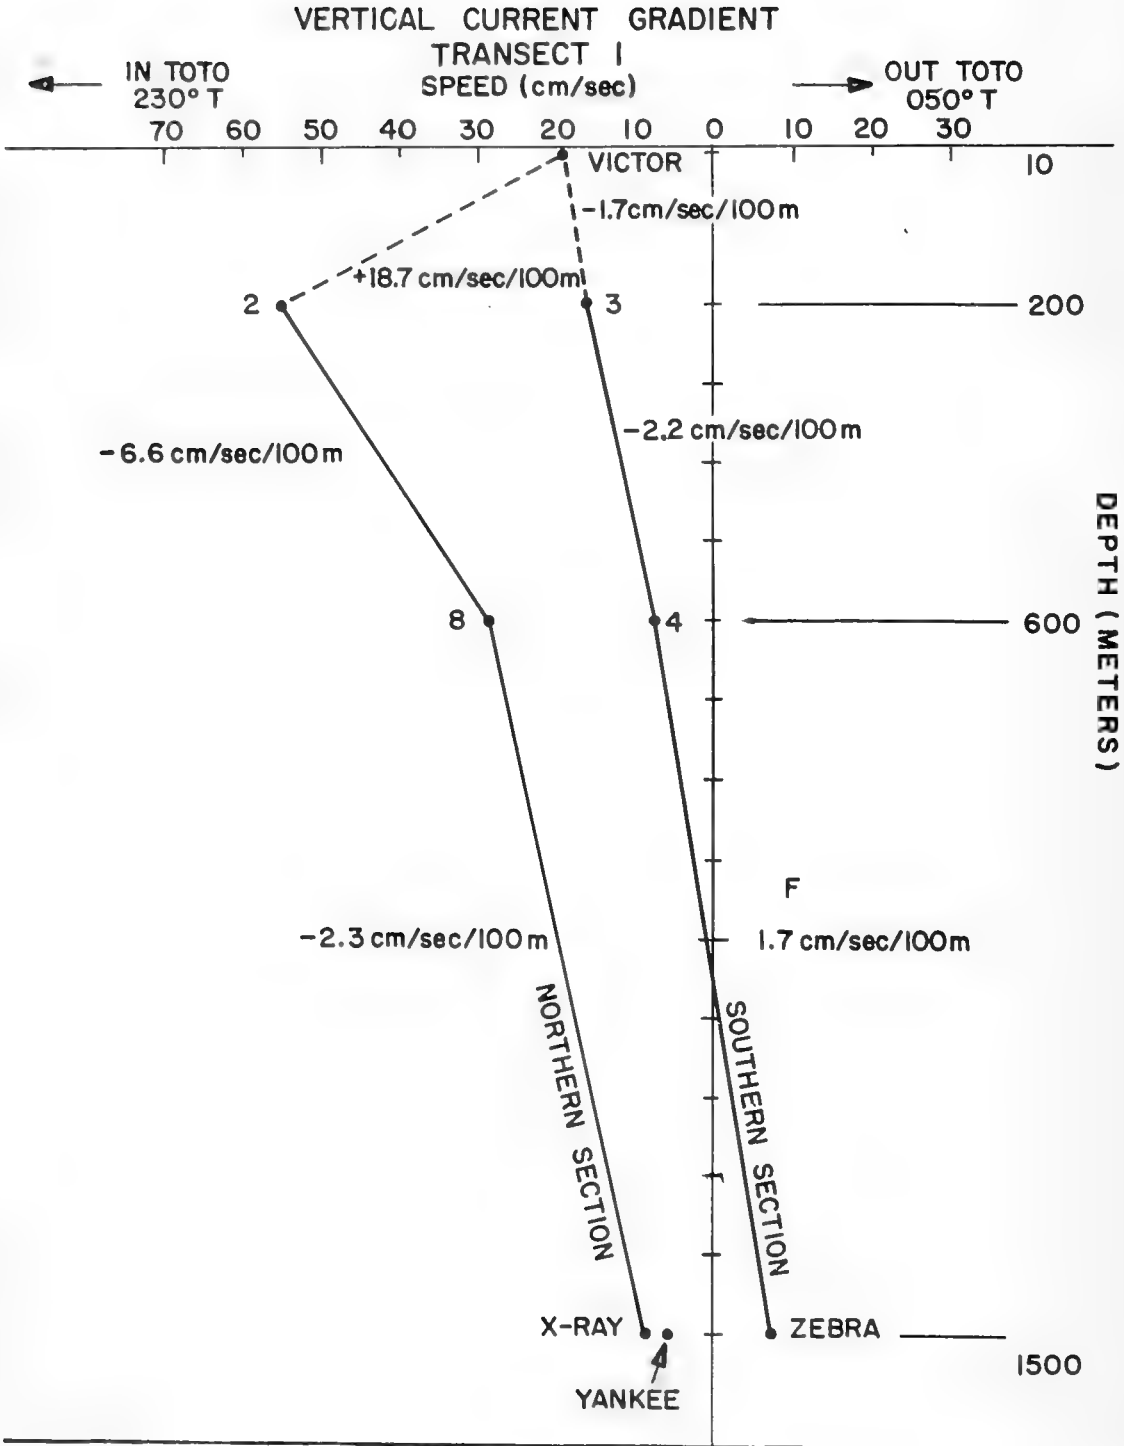 VERTICAL CURRENT GRADIENT
TRANSECT I
SPEED (cm/sec)
IN TOTO
230° T
OUT TOTO
050° T
70 60 50 40 30 20 10 0 10 20 30
VICTOR
10
-1.7cm/sec/100m
+18.7 cm/sec/100m
2
3
200
-2.2 cm/sec/100m
-6.6 cm/sec/100m
DEPTH (METERS)
8
4
600
F
-2.3 cm/sec/100m
1.7 cm/sec/100m
NORTHERN SECTION
SOUTHERN SECTION
X-RAY
ZEBRA
1500
YANKEE